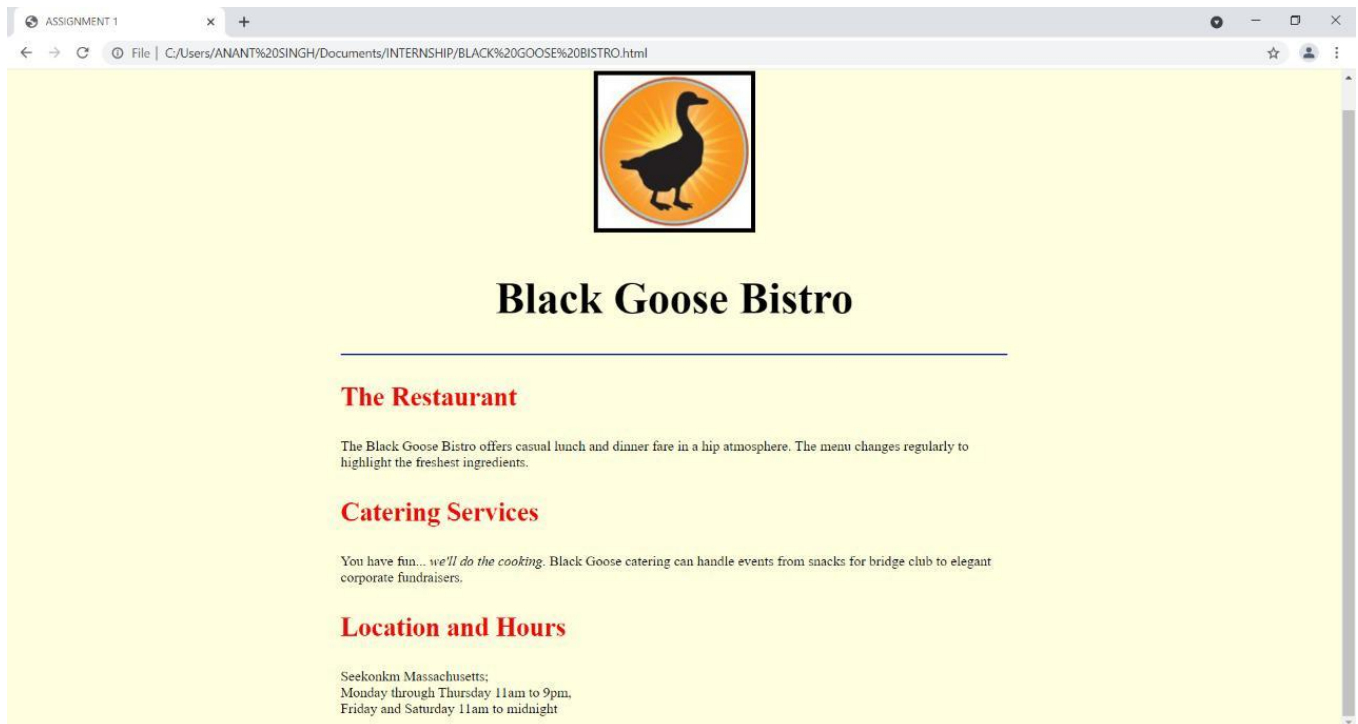 ASSIGNMENT 1
File | C:/Users/ANANT%20SINGH/Documents/INTERNSHIP/BLACK%20GOOSE%20BISTRO.html
Black Goose Bistro
The Restaurant
The Black Goose Bistro offers casual lunch and dinner fare in a hip atmosphere. The menu changes regularly to
highlight the freshest ingredients.
Catering Services
You have fun... we'll do the cooking. Black Goose catering can handle events from snacks for bridge club to elegant
corporate fundraisers.
Location and Hours
Seekonkm Massachusetts;
Monday through Thursday 11am to 9pm,
Friday and Saturday 11am to midnight